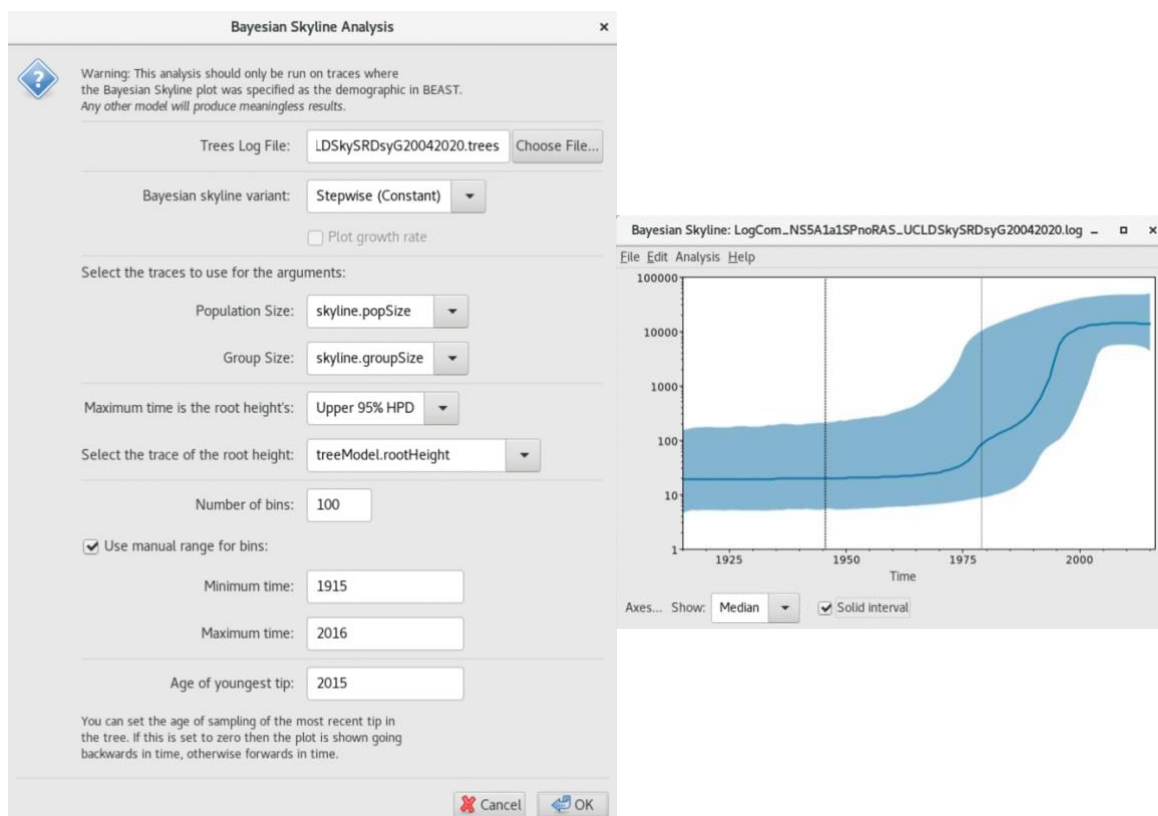 Bayesian Skyline Analysis
Warning: This analysis should only be run on traces where
the Bayesian Skyline plot was specified as the demographic in BEAST.
Any other model will produce meaningless results.
Trees Log File: LDSkySRDsyG20042020.trees Choose File...
Bayesian skyline variant: Stepwise (Constant)
Plot growth rate
Select the traces to use for the arguments:
Population Size: skyline.popSize
Group Size: skyline.groupSize
Maximum time is the root height's: Upper 95% HPD
Select the trace of the root height: treeModel.rootHeight
Number of bins: 100
Use manual range for bins:
Minimum time: 1915
Maximum time: 2016
Age of youngest tip: 2015
You can set the age of sampling of the most recent tip in
the tree. If this is set to zero then the plot is shown going
backwards in time, otherwise forwards in time.
Cancel OK
Bayesian Skyline: LogCom_NS5A1a1SPnoRAS_UCLDSkySRDsyG20042020.log
File Edit Analysis Help
100000
10000
1000
100
10
1
1925 1950 1975 2000
Time
Axes... Show: Median Solid interval